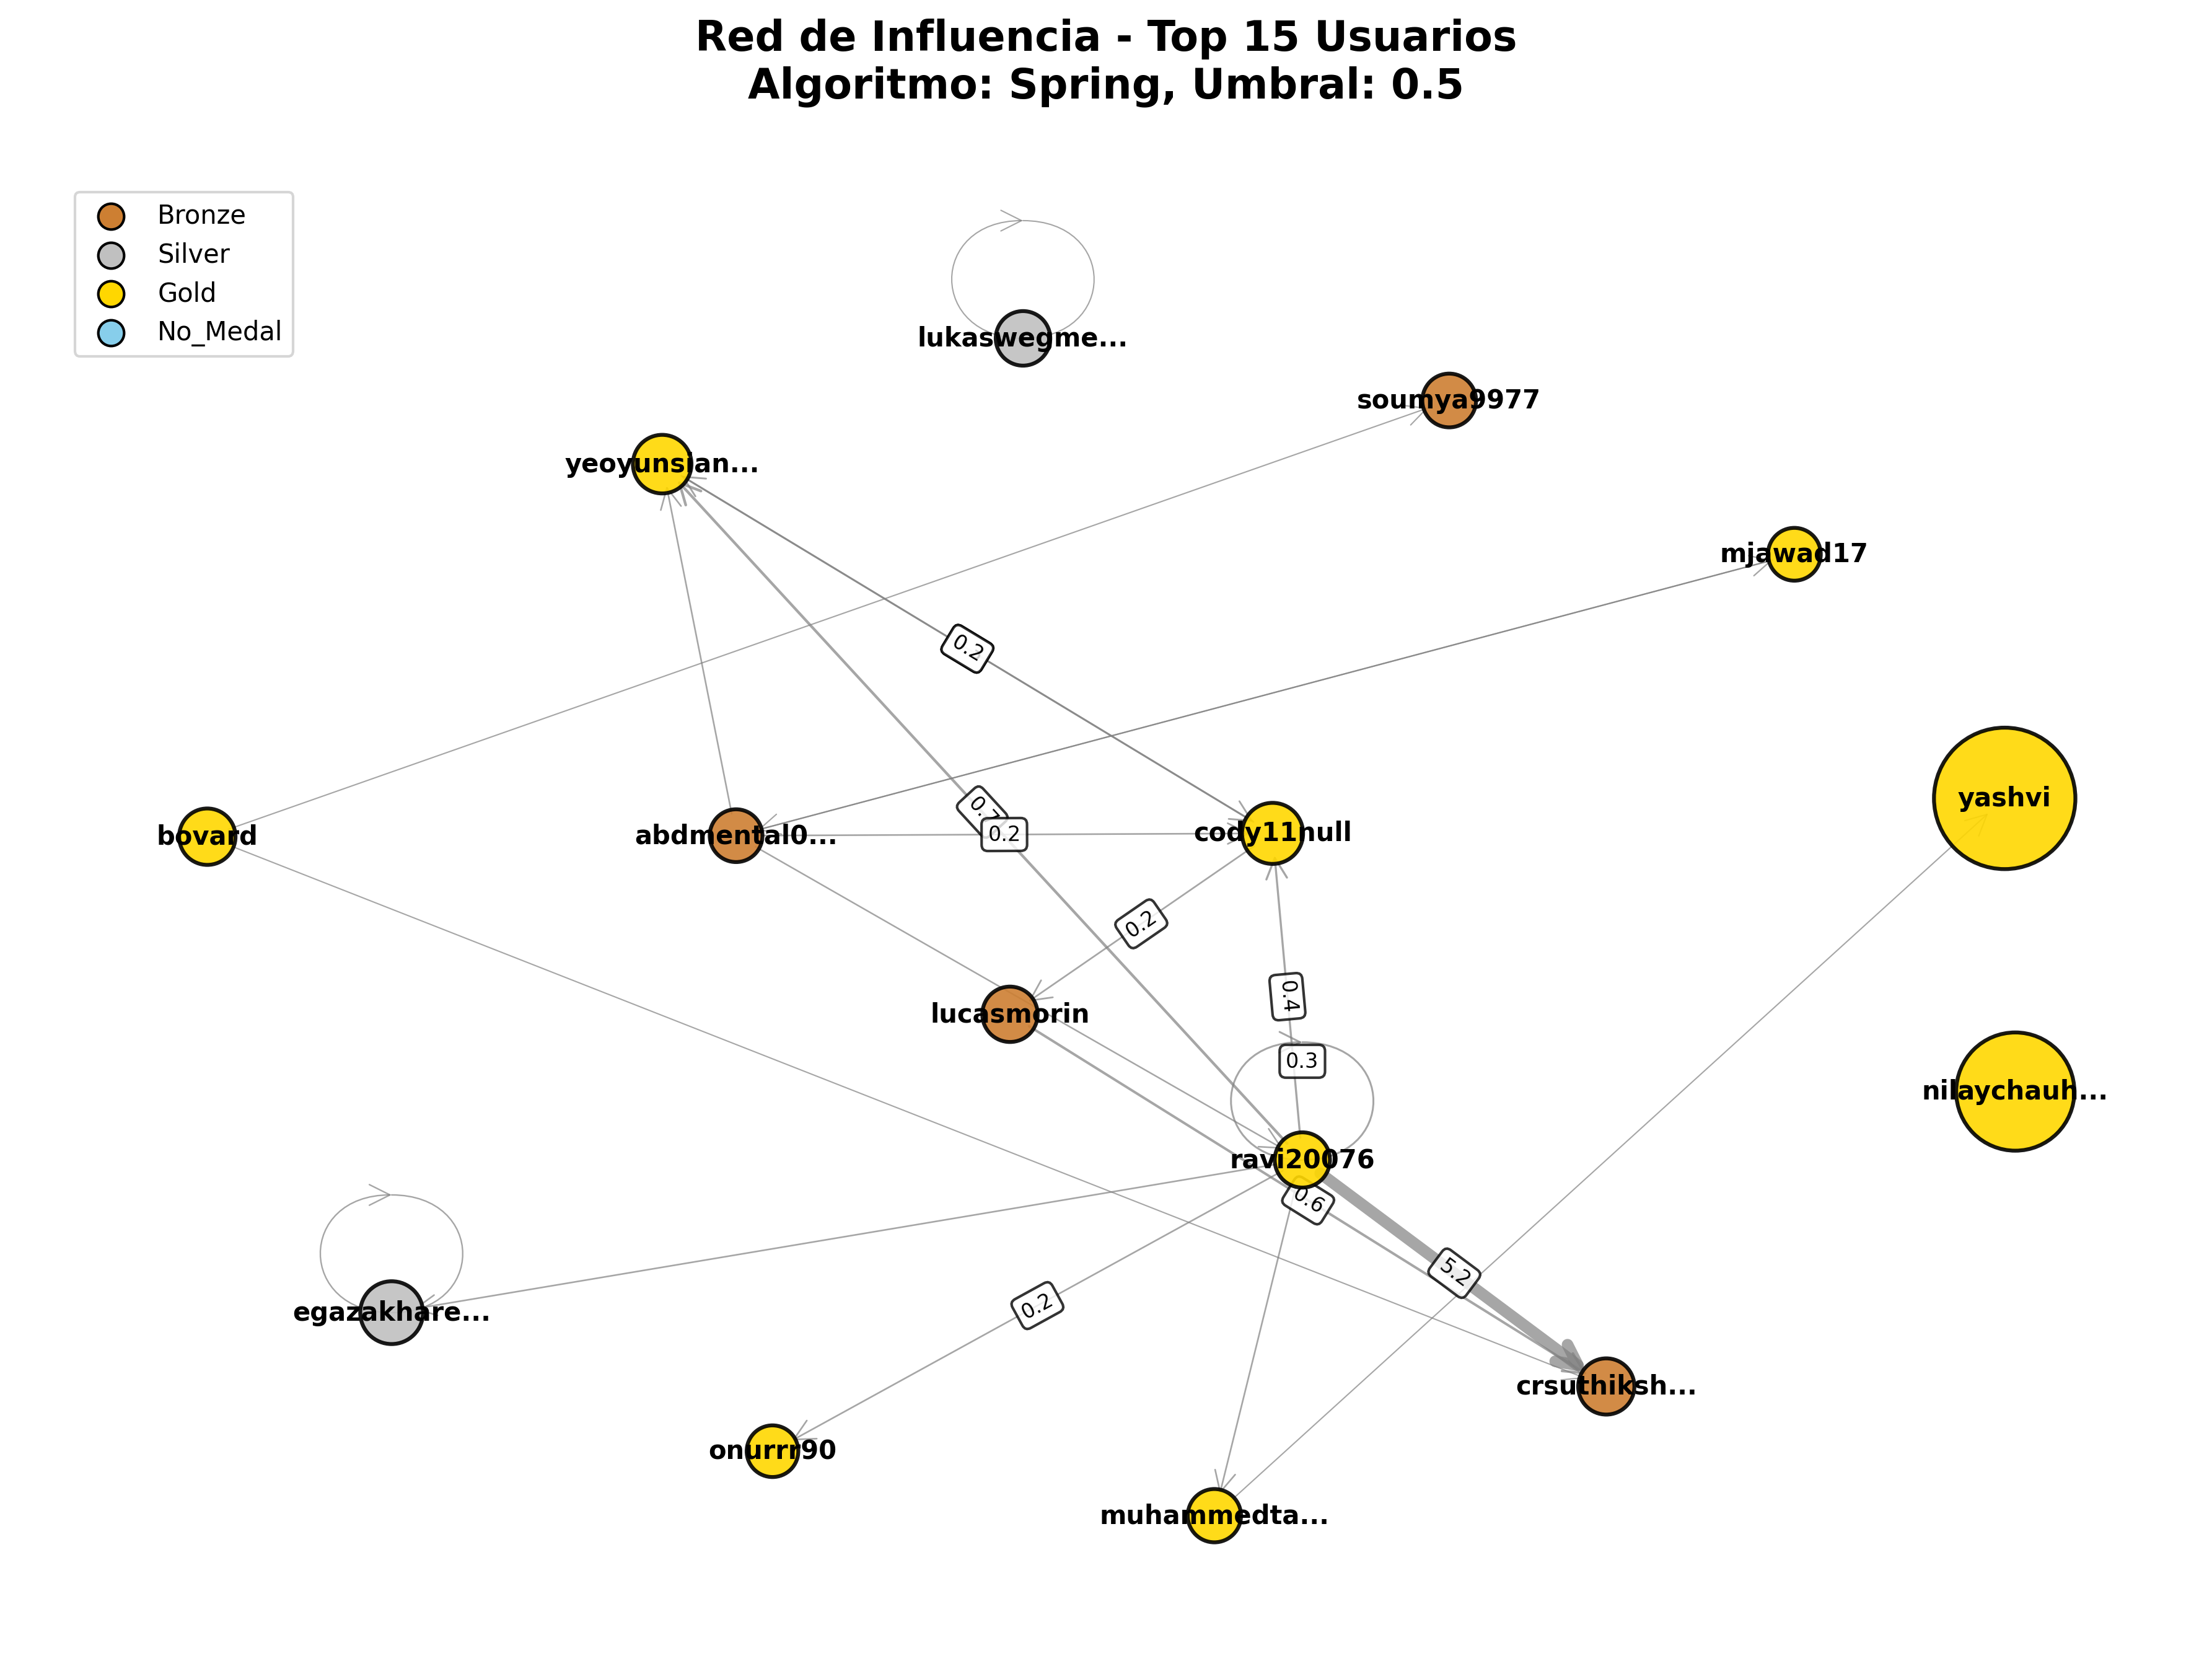 Red de Influencia - Top 15 Usuarios
Algoritmo: Spring, Umbral: 0.5
Bronze
Silver
Gold
No_Medal
lukaswegme...
soumya9977
yeoyunsian...
mjawad17
0.2
yashvi
0.2
bovard
abdmental0...
cody11null
0.2
0.4
lucasmorin
0.3
nilaychauh...
ravi20076
0.6
5.2
egazakhare...
0.2
crsuthiksh...
onurrr90
muhammedta...